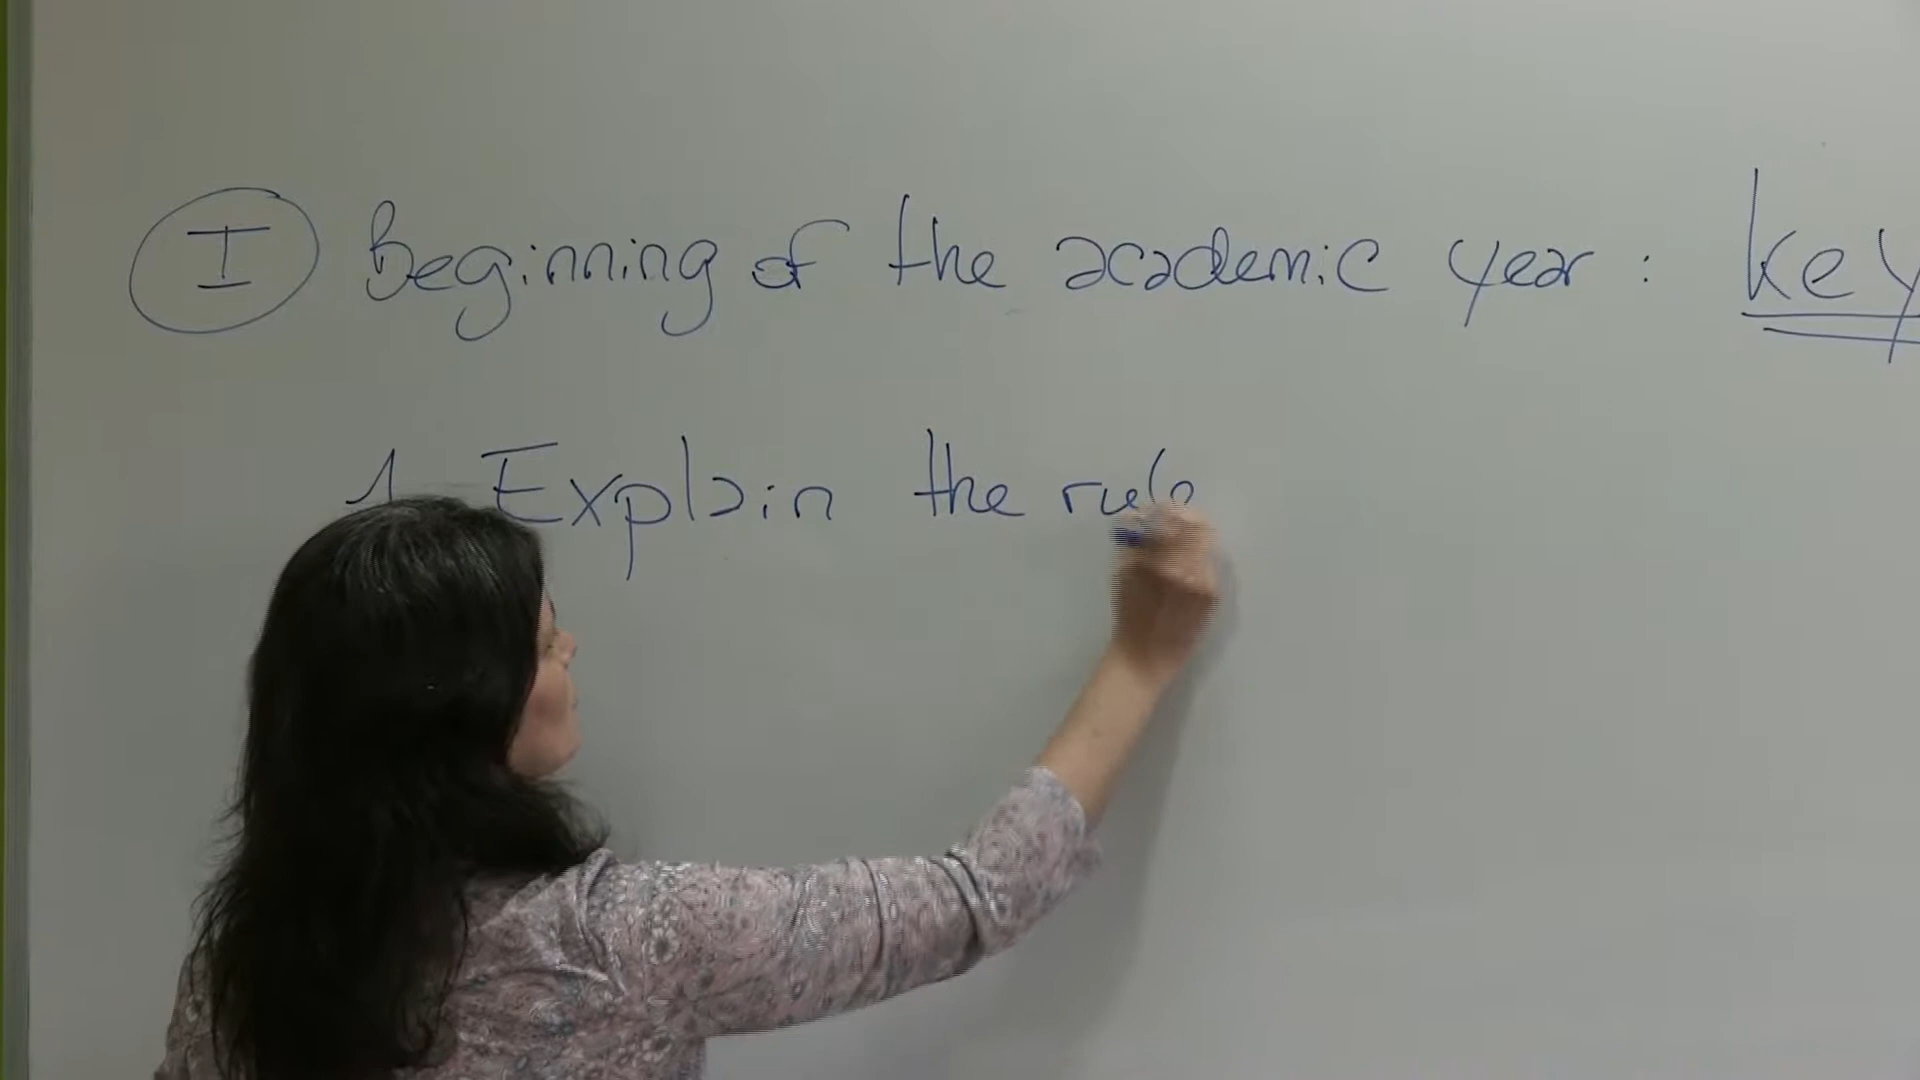 I Beginning of the academic year : key
1 Explain the rule